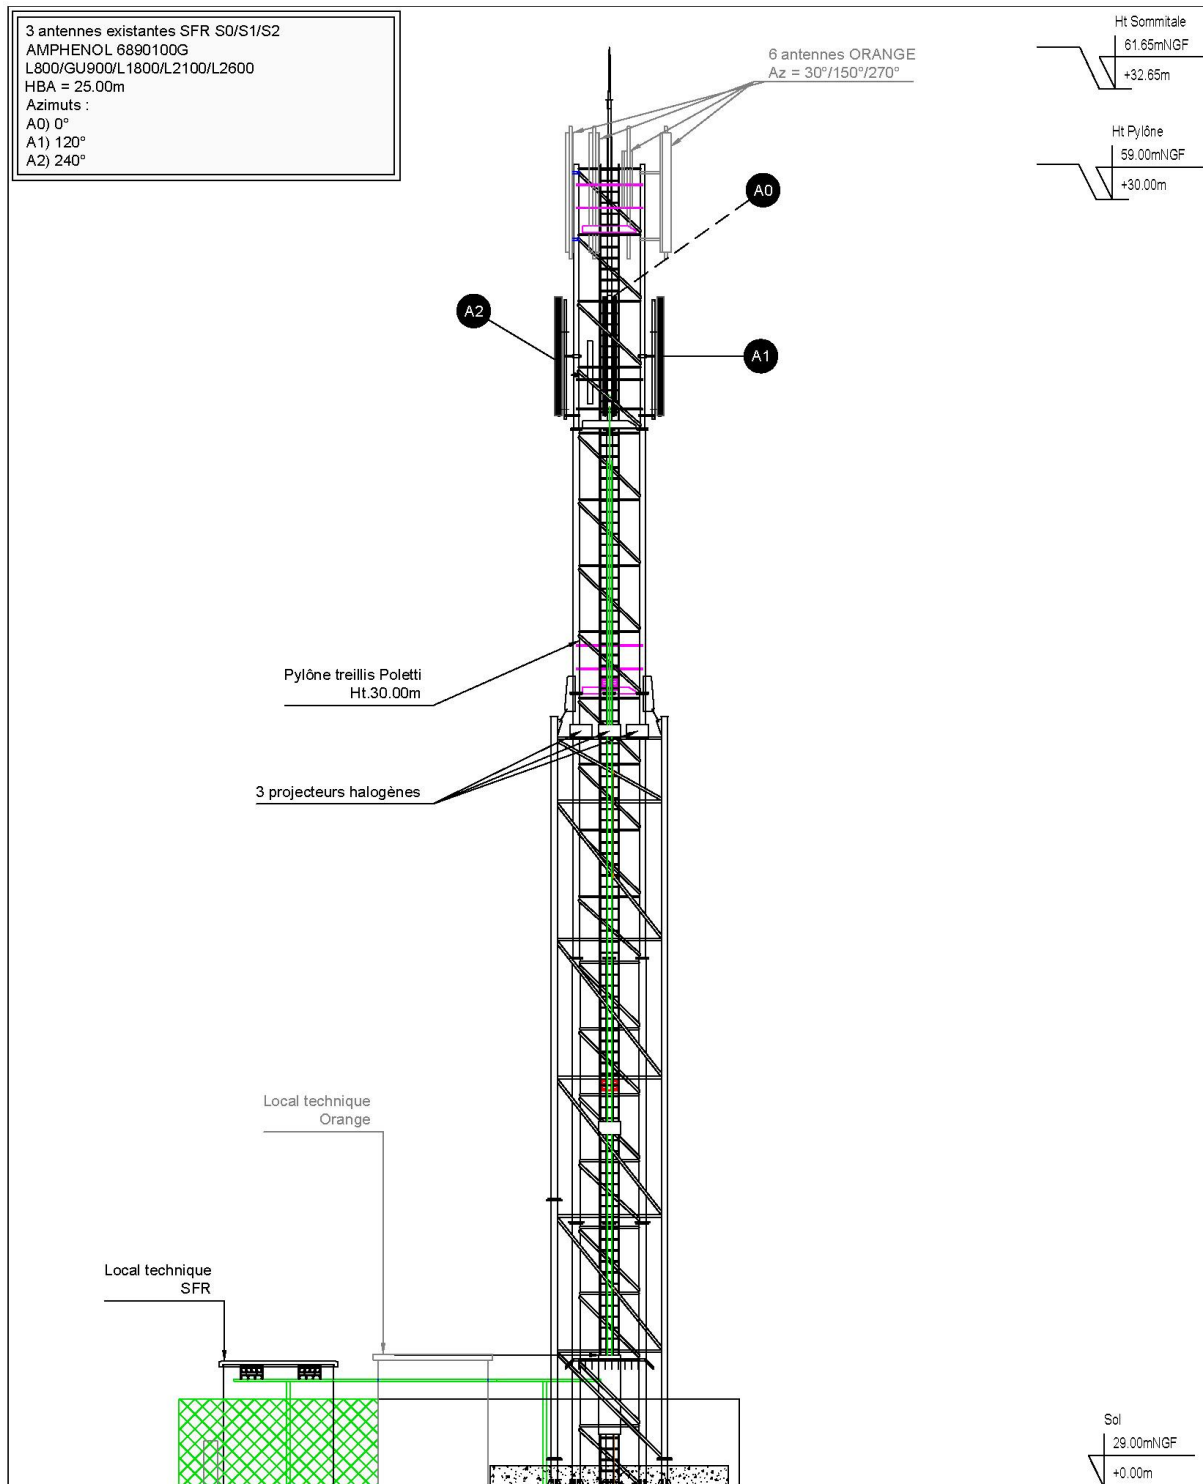 3 antennes existantes SFR S0/S1/S2
AMPHENOL 6890100G
L800/GU900/L1800/L2100/L2600
HBA = 25.00m
Azimuts :
A0) 0°
A1) 120°
A2) 240°
6 antennes ORANGE
Az = 30°/150°/270°
Ht Sommitale
61.65mNGF
+32.65m
Ht Pylône
59.00mNGF
+30.00m
A0
A2
A1
Pylône treillis Poletti
Ht.30.00m
3 projecteurs halogènes
Local technique
Orange
Local technique
SFR
Sol
29.00mNGF
+0.00m